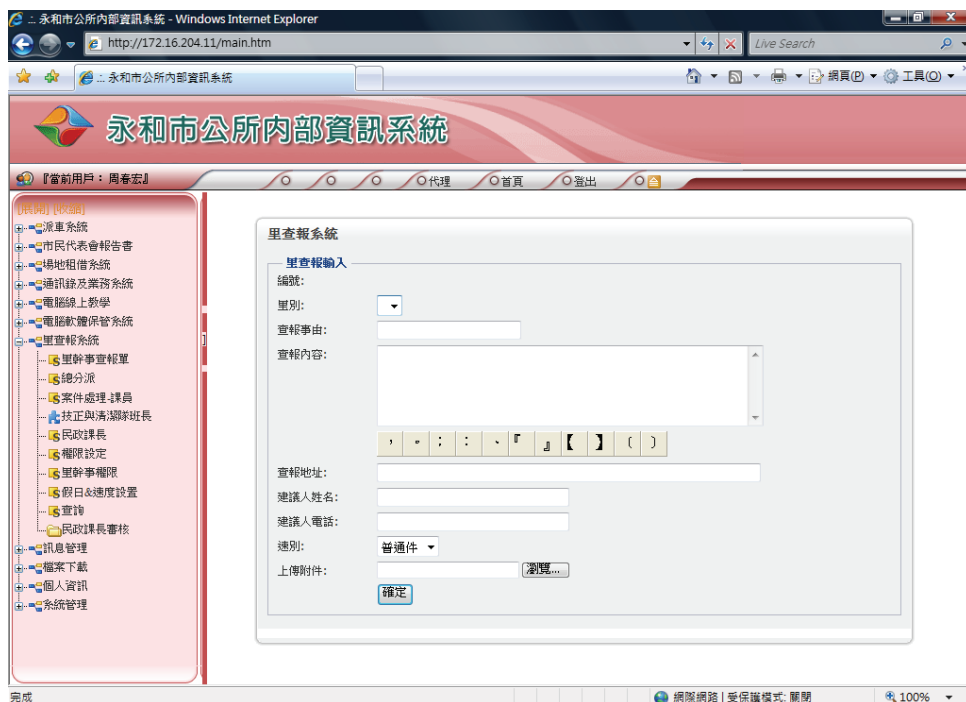 永和市公所內部資訊系統 - Windows Internet Explorer
http://172.16.204.11/main.htm
Live Search
永和市公所內部資訊系統
網頁(P)
工具(O)
永和市公所內部資訊系統
『當前用戶：周春宏』
代理
首頁
登出
[展開] [收縮]
派車系統
市民代表會報告書
場地租借系統
通訊錄及業務系統
電腦線上教學
電腦軟體保管系統
里查報系統
里幹事查報單
總分派
案件處理-課員
技正與清潔隊班長
民政課長
權限設定
里幹事權限
假日&速度設置
查詢
民政課長審核
訊息管理
檔案下載
個人資訊
系統管理
里查報系統
里查報輸入
編號:
里別:
查報事由:
查報內容:
， 。 ； ： 、 『 』 【 】 ﹝ ﹞
查報地址:
建議人姓名:
建議人電話:
速別:
普通件
上傳附件:
瀏覽...
確定
完成
網際網路 | 受保護模式: 關閉
100%